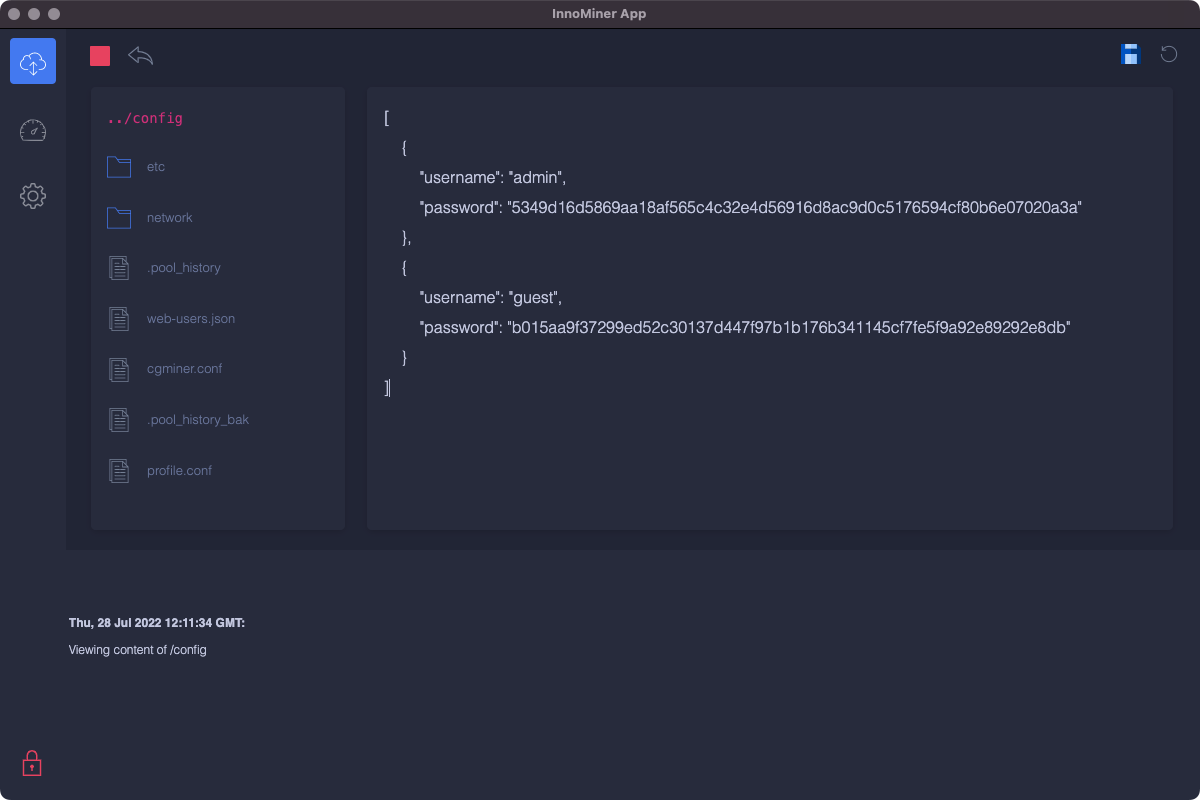 InnoMiner App
../config
etc
network
.pool_history
web-users.json
cgminer.conf
.pool_history_bak
profile.conf
[
{
"username": "admin",
"password": "5349d16d5869aa18af565c4c32e4d56916d8ac9d0c5176594cf80b6e07020a3a"
},
{
"username": "guest",
"password": "b015aa9f37299ed52c30137d447f97b1b176b341145cf7fe5f9a92e89292e8db"
}
]
Thu, 28 Jul 2022 12:11:34 GMT:
Viewing content of /config